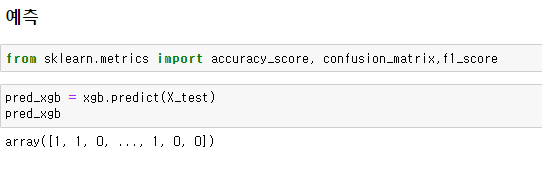 예측
from sklearn.metrics import accuracy_score, confusion_matrix,f1_score
pred_xgb = xgb.predict(X_test)
pred_xgb
array([1, 1, 0, ..., 1, 0, 0])